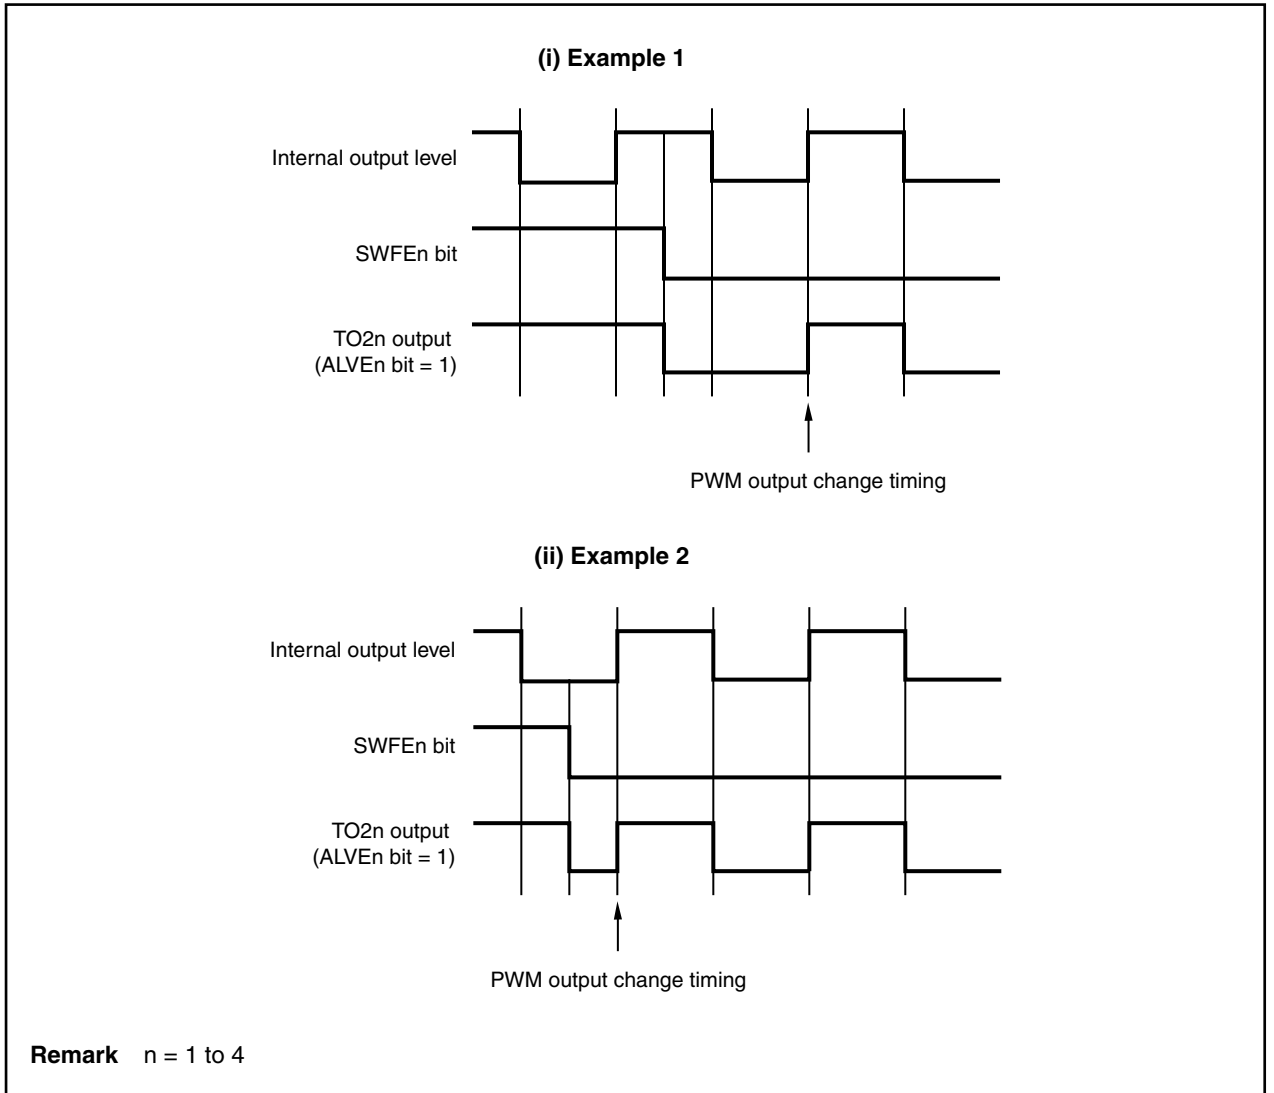 (i) Example 1
Internal output level
SWFEn bit
TO2n output
(ALVEn bit = 1)
PWM output change timing
(ii) Example 2
Internal output level
SWFEn bit
TO2n output
(ALVEn bit = 1)
PWM output change timing
Remark n = 1 to 4